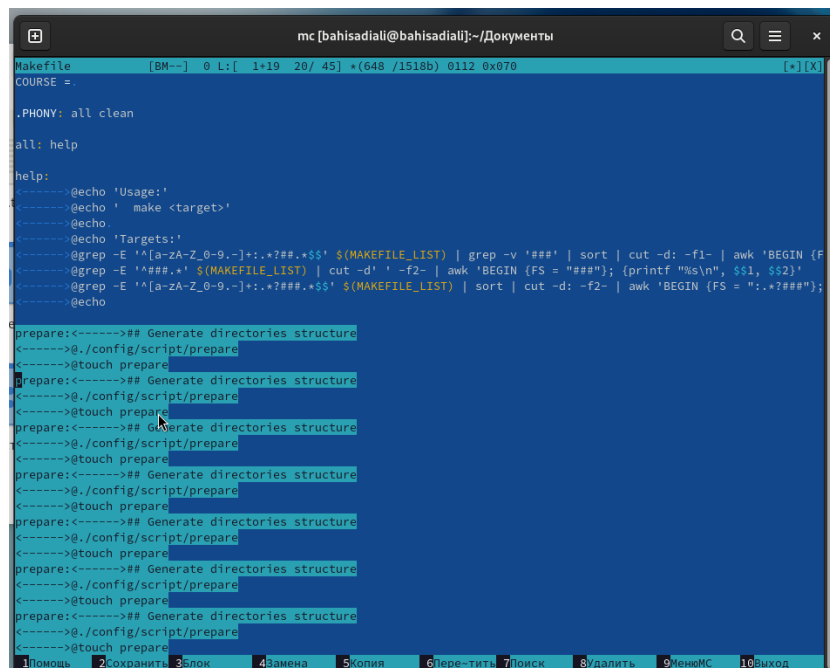 mc [bahisadiali@bahisadiali]:~/Документы
Makefile [BM--] 0 L:[ 1+19 20/ 45] *(648 /1518b) 0112 0x070 [*][X]
COURSE =.
.PHONY: all clean
all: help
help:
<------>@echo 'Usage:'
<------>@echo ' make <target>'
<------>@echo.
<------>@echo 'Targets:'
<------>@grep -E '^[a-zA-Z_0-9.-]+:.*?##.*$$' $(MAKEFILE_LIST) | grep -v '###' | sort | cut -d: -f1- | awk 'BEGIN {F
<------>@grep -E '^###.*' $(MAKEFILE_LIST) | cut -d' ' -f2- | awk 'BEGIN {FS = "###"}; {printf "%s\n", $$1, $$2}'
<------>@grep -E '^[a-zA-Z_0-9.-]+:.*?###.*$$' $(MAKEFILE_LIST) | sort | cut -d: -f2- | awk 'BEGIN {FS = ":.*?###"};
<------>@echo
prepare:<------>## Generate directories structure
<------>@./config/script/prepare
<------>@touch prepare
prepare:<------>## Generate directories structure
<------>@./config/script/prepare
<------>@touch prepare
prepare:<------>## Generate directories structure
<------>@./config/script/prepare
<------>@touch prepare
prepare:<------>## Generate directories structure
<------>@./config/script/prepare
<------>@touch prepare
prepare:<------>## Generate directories structure
<------>@./config/script/prepare
<------>@touch prepare
prepare:<------>## Generate directories structure
<------>@./config/script/prepare
<------>@touch prepare
prepare:<------>## Generate directories structure
<------>@./config/script/prepare
<------>@touch prepare
1Помощь 2Сохранить 3Блок 4Замена 5Копия 6Пере~тить 7Поиск 8Удалить 9МенюMC 10Выход